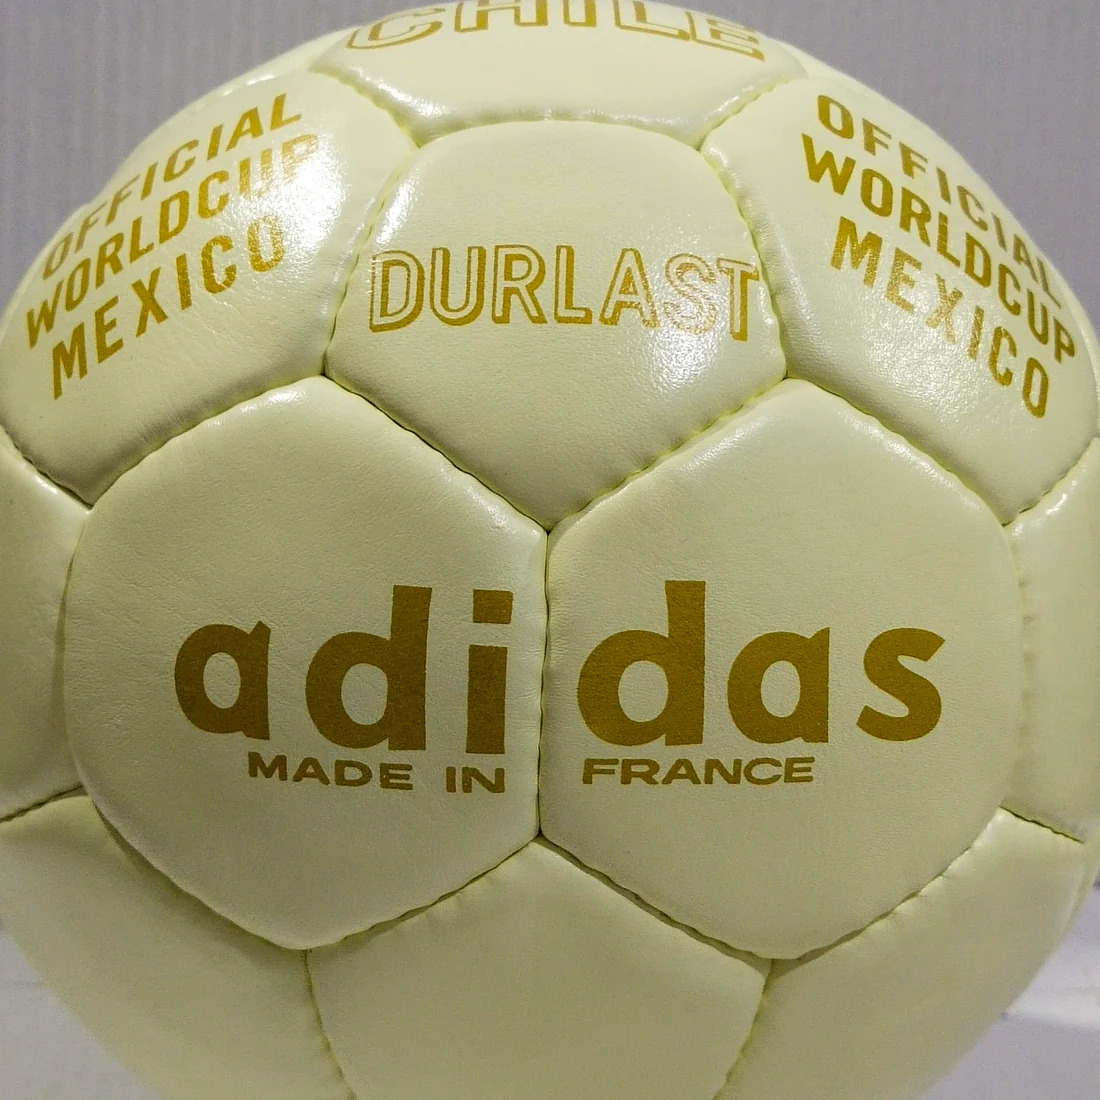 CHILE
OFFICIAL
WORLDCUP
MEXICO
DURLAST
OFFICIAL
WORLDCUP
MEXICO
adidas
MADE IN FRANCE